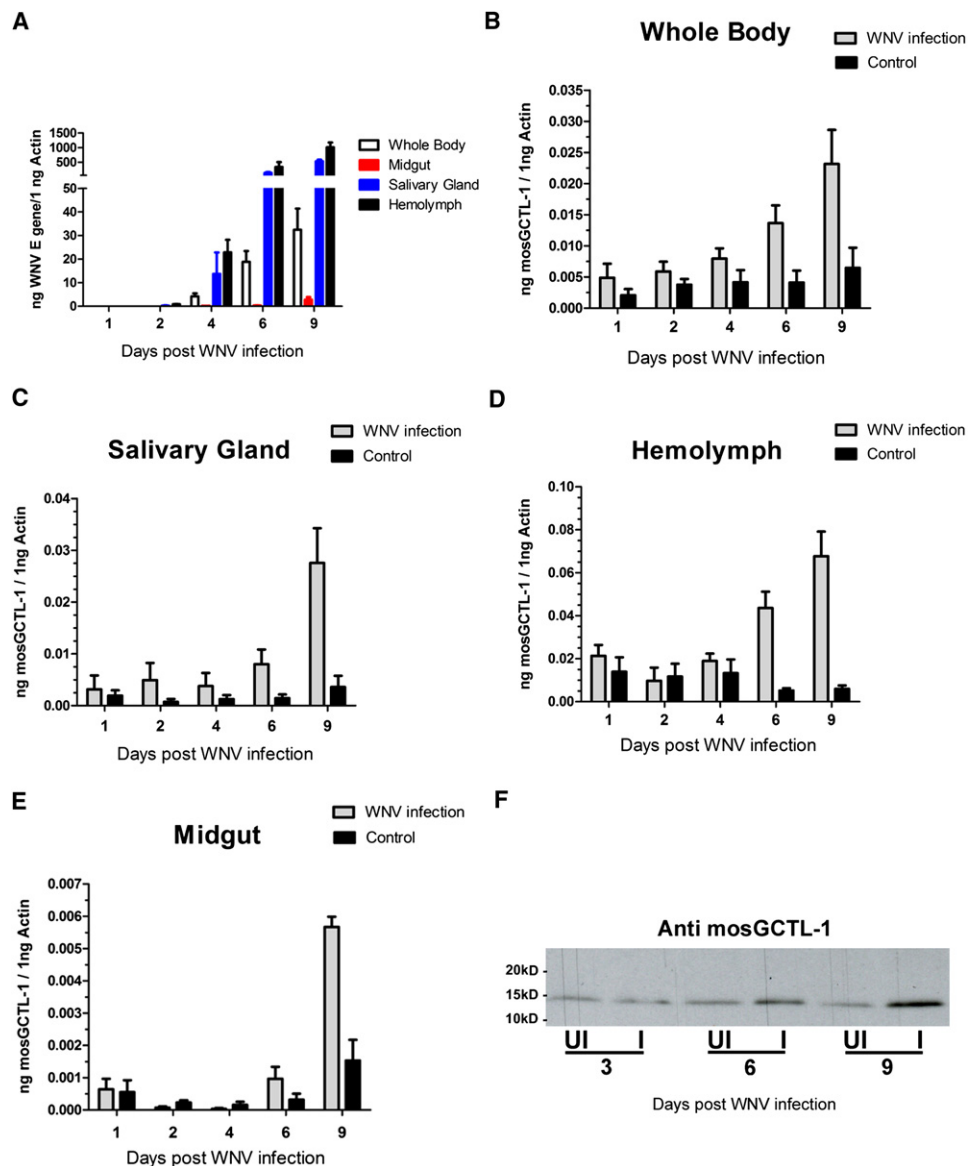 A
ng WNV E gene/1 ng Actin
1500
1000
500
50
40
30
20
10
0
Whole Body
Midgut
Salivary Gland
Hemolymph
1 2 4 6 9
Days post WNV infection
B
Whole Body
WNV infection
Control
ng mosGCTL-1 / 1ng Actin
0.035
0.030
0.025
0.020
0.015
0.010
0.005
0.000
1 2 4 6 9
Days post WNV infection
C
Salivary Gland
WNV infection
Control
ng mosGCTL-1 / 1ng Actin
0.04
0.03
0.02
0.01
0.00
1 2 4 6 9
Days post WNV infection
D
Hemolymph
WNV infection
Control
ng mosGCTL-1 / 1ng Actin
0.10
0.08
0.06
0.04
0.02
0.00
1 2 4 6 9
Days post WNV infection
E
Midgut
WNV infection
Control
ng mosGCTL-1 / 1ng Actin
0.007
0.006
0.005
0.004
0.003
0.002
0.001
0.000
1 2 4 6 9
Days post WNV infection
F
Anti mosGCTL-1
20kD
15kD
10kD
UI I UI I UI I
3 6 9
Days post WNV infection